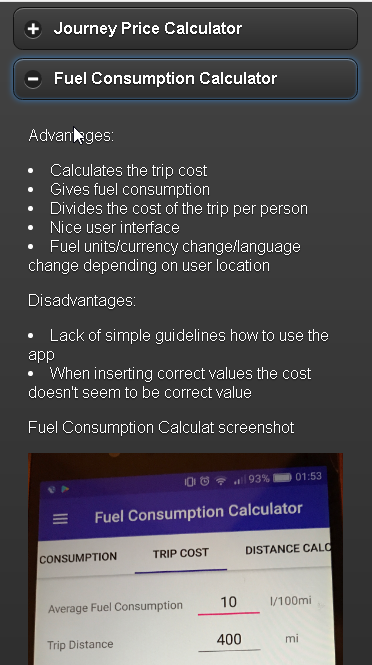 Journey Price Calculator
Fuel Consumption Calculator
Advantages:
• Calculates the trip cost
• Gives fuel consumption
• Divides the cost of the trip per person
• Nice user interface
• Fuel units/currency change/language
change depending on user location
Disadvantages:
• Lack of simple guidelines how to use the
app
• When inserting correct values the cost
doesn't seem to be correct value
Fuel Consumption Calculat screenshot
93% 01:53
Fuel Consumption Calculator
CONSUMPTION TRIP COST DISTANCE CALC
Average Fuel Consumption 10 l/100mi
Trip Distance 400 mi